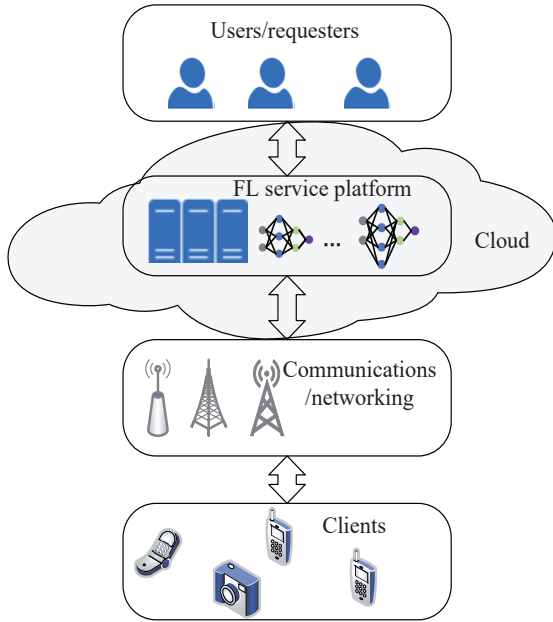 Users/requesters
FL service platform
...
Cloud
Communications
/networking
Clients